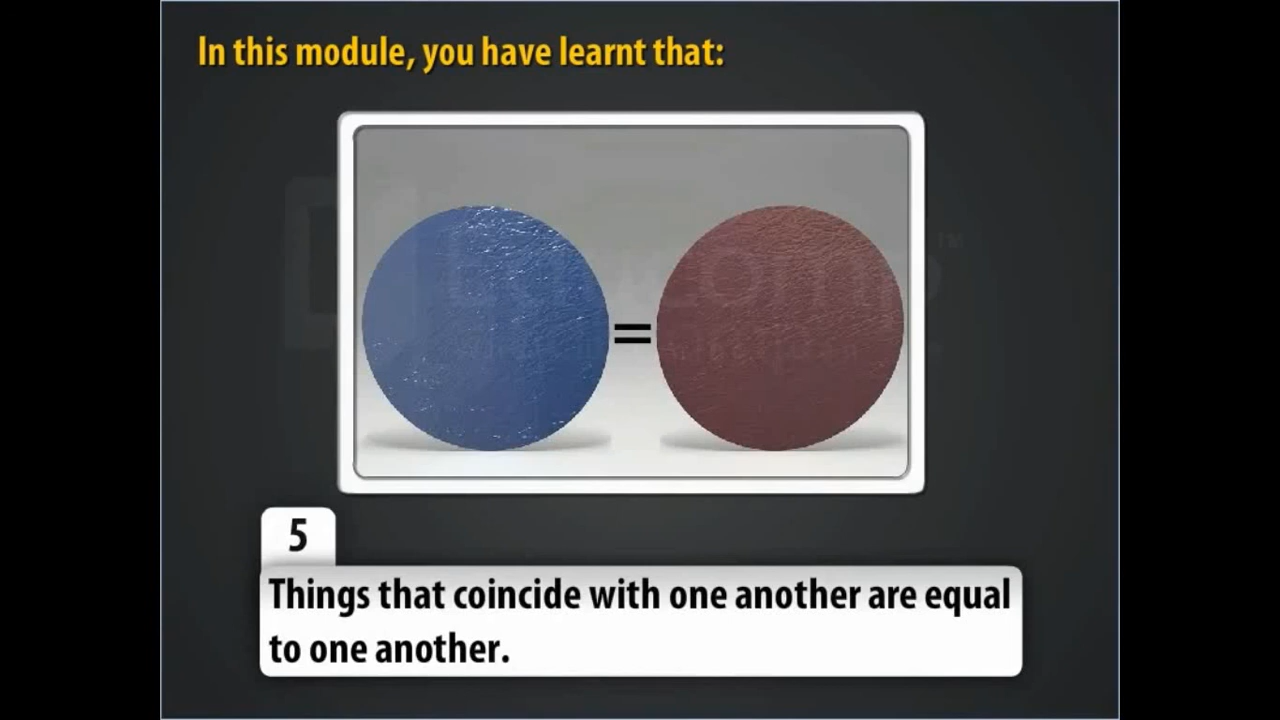 In this module, you have learnt that:
=
5
Things that coincide with one another are equal
to one another.